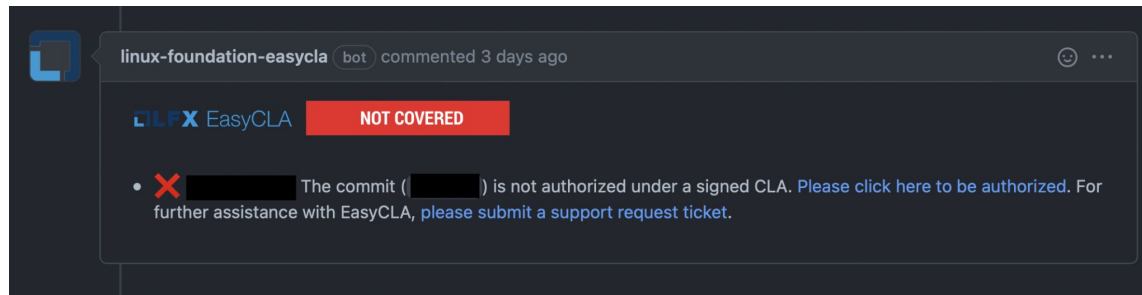 linux-foundation-easycla bot commented 3 days ago
LFX EasyCLA NOT COVERED
The commit ( ) is not authorized under a signed CLA. Please click here to be authorized. For
further assistance with EasyCLA, please submit a support request ticket.